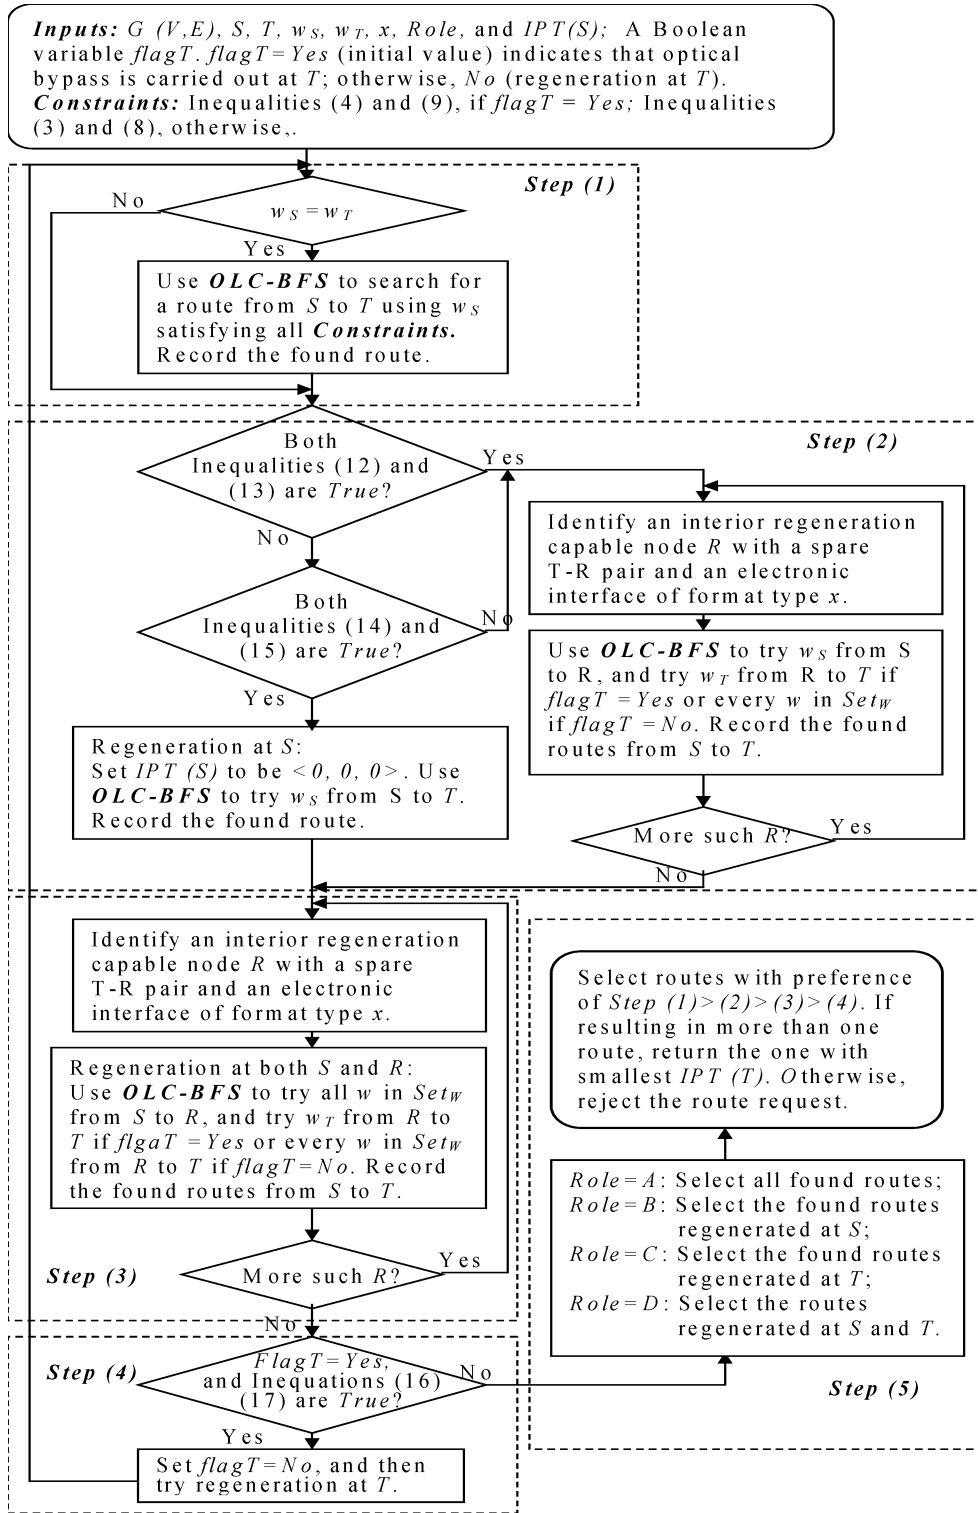 Inputs: G (V,E), S, T, wS, wT, x, Role, and IPT(S); A Boolean
variable flagT. flagT=Yes (initial value) indicates that optical
bypass is carried out at T; otherwise, No (regeneration at T).
Constraints: Inequalities (4) and (9), if flagT = Yes; Inequalities
(3) and (8), otherwise,.
Step (1)
No
wS = wT
Yes
Use OLC-BFS to search for
a route from S to T using wS
satisfying all Constraints.
Record the found route.
Step (2)
Both
Inequalities (12) and
(13) are True?
Yes
No
Both
Inequalities (14) and
(15) are True?
No
Yes
Regeneration at S:
Set IPT (S) to be <0, 0, 0>. Use
OLC-BFS to try wS from S to T.
Record the found route.
Identify an interior regeneration
capable node R with a spare
T-R pair and an electronic
interface of format type x.
Use OLC-BFS to try wS from S
to R, and try wT from R to T if
flagT =Yes or every w in SetW
if flagT =No. Record the found
routes from S to T.
More such R?
Yes
No
Identify an interior regeneration
capable node R with a spare
T-R pair and an electronic
interface of format type x.
Regeneration at both S and R:
Use OLC-BFS to try all w in SetW
from S to R, and try wT from R to
T if flgaT =Yes or every w in SetW
from R to T if flagT=No. Record
the found routes from S to T.
Step (3)
More such R?
Yes
No
Step (4)
FlagT=Yes,
and Inequations (16)
(17) are True?
No
Yes
Set flagT=No, and then
try regeneration at T.
Select routes with preference
of Step (1)>(2)>(3)>(4). If
resulting in more than one
route, return the one with
smallest IPT (T). Otherwise,
reject the route request.
Role=A: Select all found routes;
Role=B: Select the found routes
regenerated at S;
Role=C: Select the found routes
regenerated at T;
Role=D: Select the routes
regenerated at S and T.
Step (5)